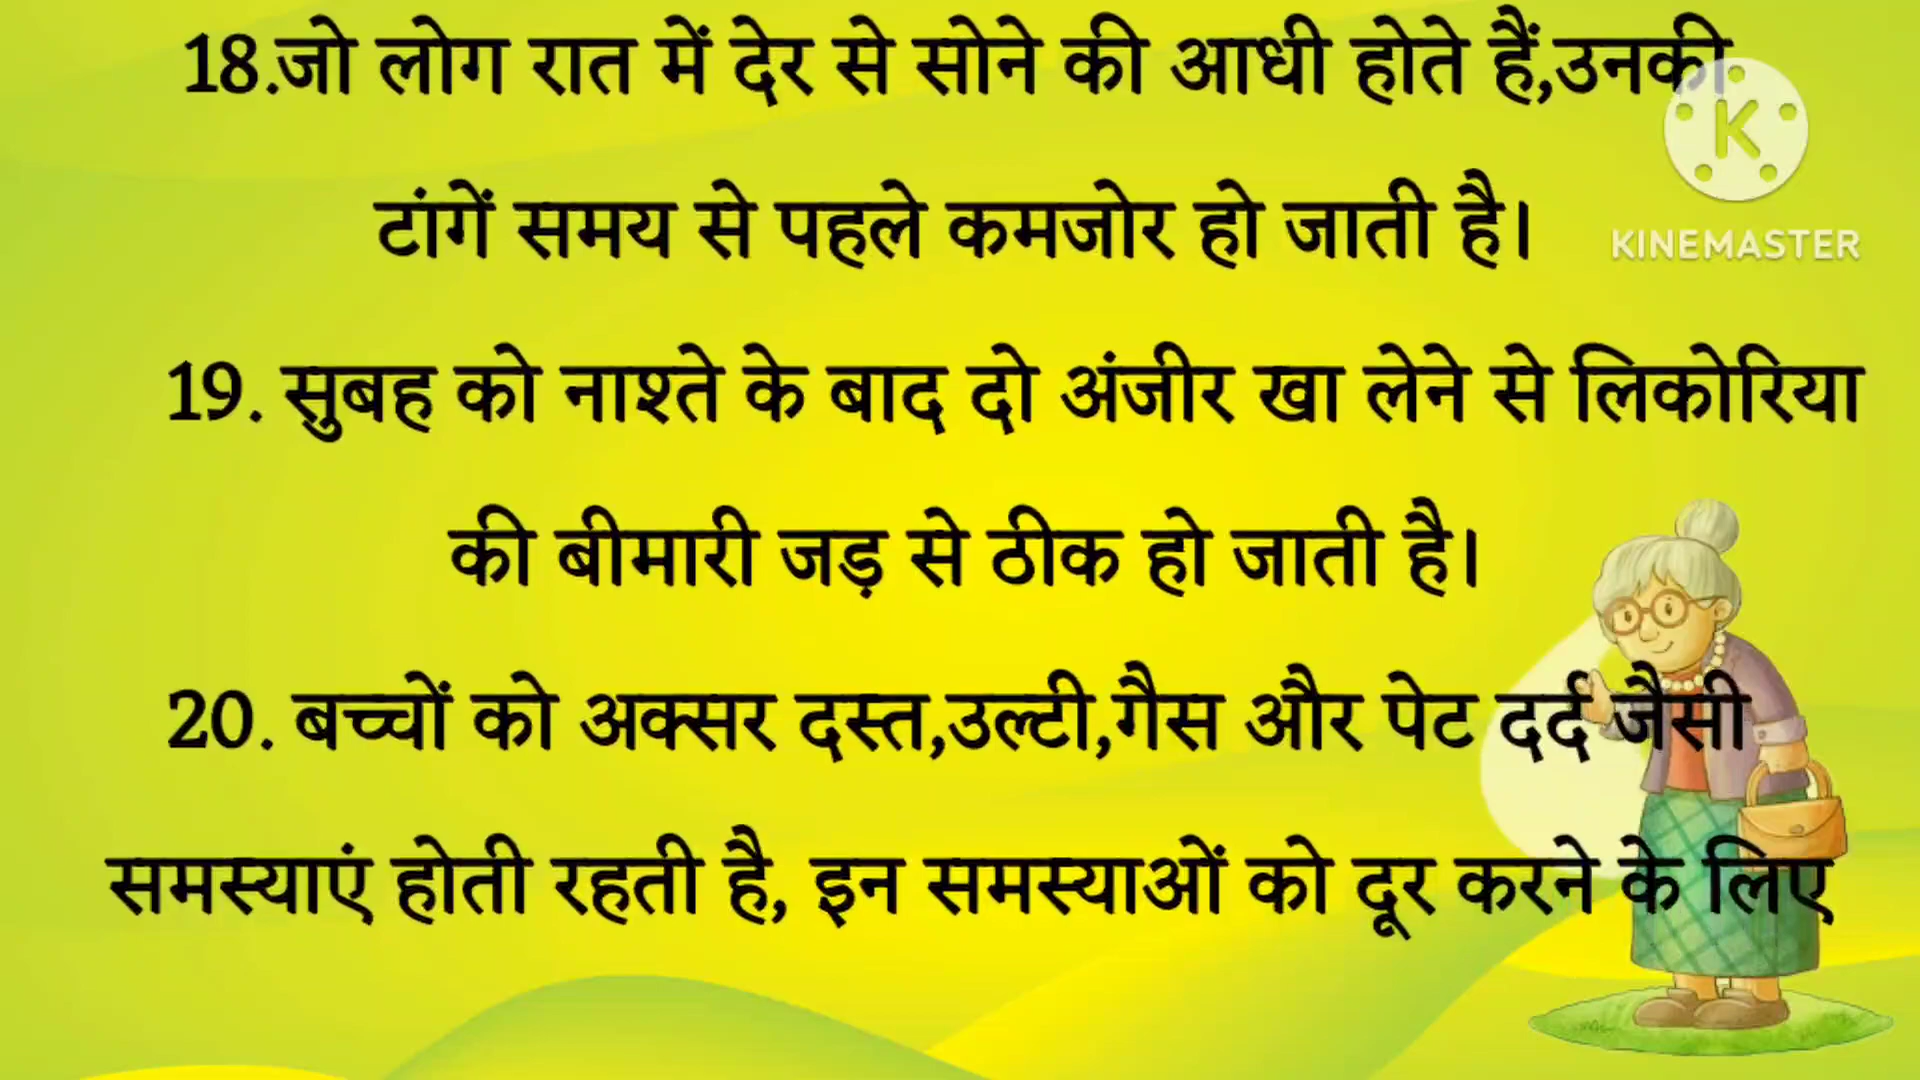 18.जो लोग रात में देर से सोने की आधी होते हैं,उनकी
टांगें समय से पहले कमजोर हो जाती है।
KINEMASTER
19. सुबह को नाश्ते के बाद दो अंजीर खा लेने से लिकोरिया
की बीमारी जड़ से ठीक हो जाती है।
20. बच्चों को अक्सर दस्त,उल्टी,गैस और पेट दर्द जैसी
समस्याएं होती रहती है, इन समस्याओं को दूर करने के लिए